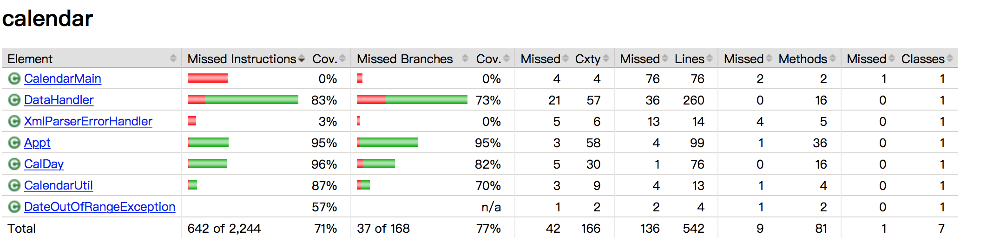 calendar
Element Missed Instructions Cov. Missed Branches Cov. Missed Cxty Missed Lines Missed Methods Missed Classes
C CalendarMain 0% 0% 4 4 76 76 2 2 1 1
C DataHandler 83% 73% 21 57 36 260 0 16 0 1
C XmlParserErrorHandler 3% 0% 5 6 13 14 4 5 0 1
C Appt 95% 95% 3 58 4 99 1 36 0 1
C CalDay 96% 82% 5 30 1 76 0 16 0 1
C CalendarUtil 87% 70% 3 9 4 13 1 4 0 1
C DateOutOfRangeException 57% n/a 1 2 2 4 1 2 0 1
Total 642 of 2,244 71% 37 of 168 77% 42 166 136 542 9 81 1 7